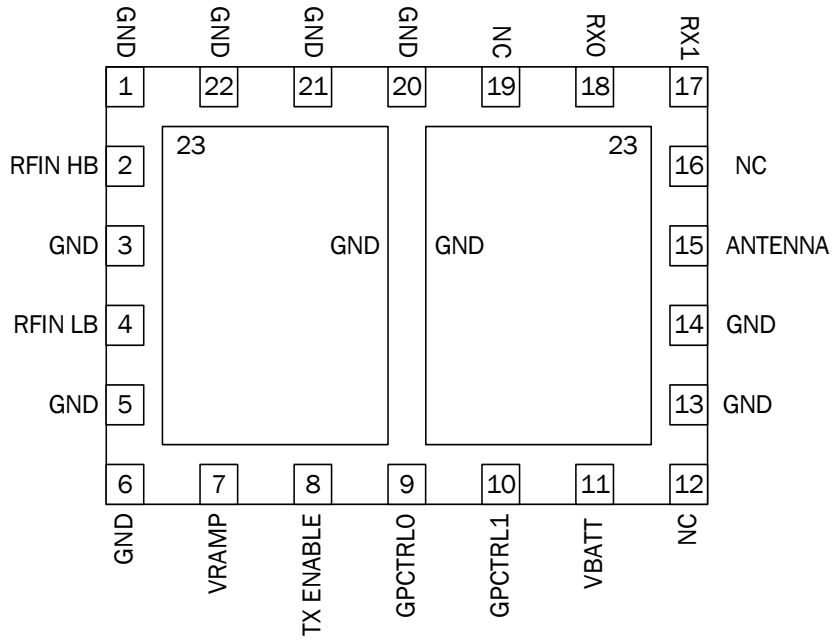 GND GND GND GND NC RX0 RX1
1 22 21 20 19 18 17
23 23
RFIN HB 2 16 NC
GND 3 GND GND 15 ANTENNA
RFIN LB 4 14 GND
GND 5 13 GND
6 7 8 9 10 11 12
GND VRAMP TX ENABLE GPCTRL0 GPCTRL1 VBATT NC